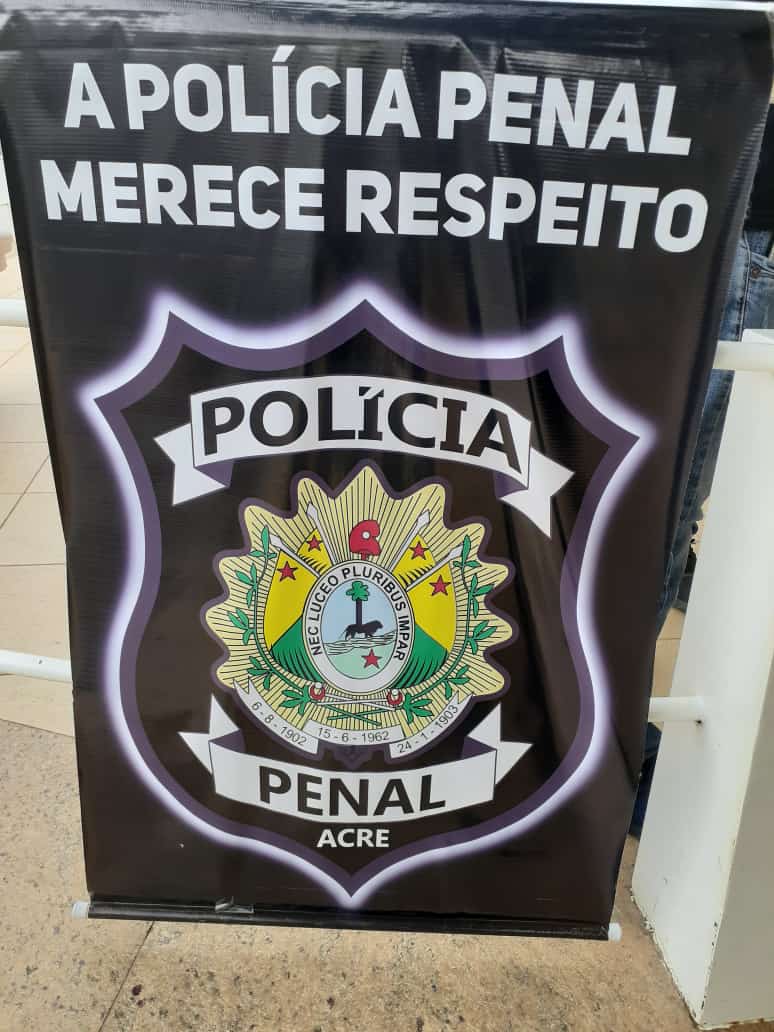 A POLÍCIA PENAL
MERECE RESPEITO
POLÍCIA
NEC LUCEO PLURIBUS IMPAR
6 - 8 - 1902
15 - 6 - 1962
24 - 1 - 1903
PENAL
ACRE